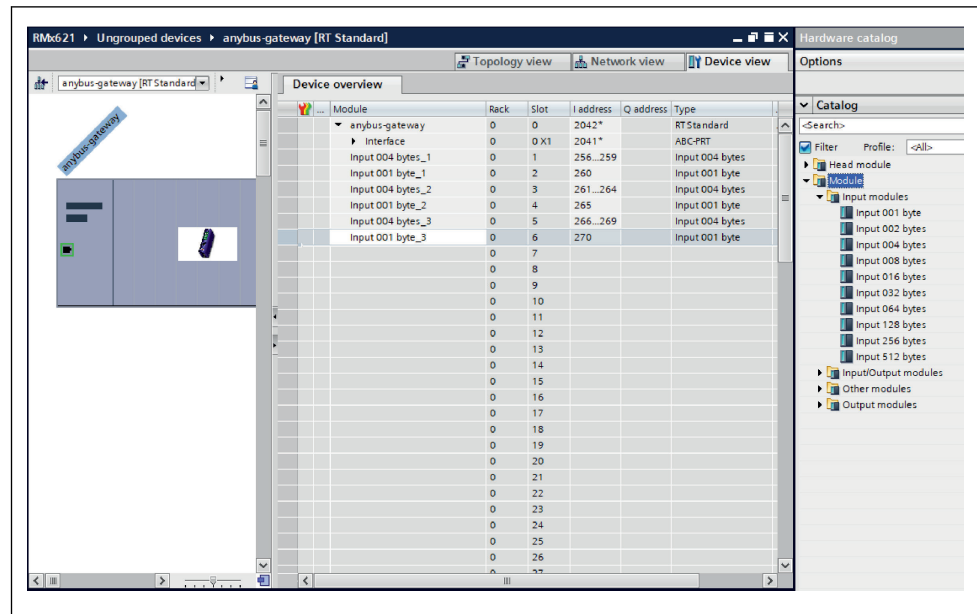 RMx621 ▸ Ungrouped devices ▸ anybus-gateway [RT Standard]
Hardware catalog
Topology view Network view Device view
Options
anybus-gateway [RT Standard]
Device overview
anybus-gateway
... Module Rack Slot I address Q address Type
anybus-gateway 0 0 2042* RT Standard
Interface 0 0 X1 2041* ABC-PRT
Input 004 bytes_1 0 1 256...259 Input 004 bytes
Input 001 byte_1 0 2 260 Input 001 byte
Input 004 bytes_2 0 3 261...264 Input 004 bytes
Input 001 byte_2 0 4 265 Input 001 byte
Input 004 bytes_3 0 5 266...269 Input 004 bytes
Input 001 byte_3 0 6 270 Input 001 byte
0 7
0 8
0 9
0 10
0 11
0 12
0 13
0 14
0 15
0 16
0 17
0 18
0 19
0 20
0 21
0 22
0 23
0 24
0 25
0 26
Catalog
<Search>
Filter Profile: <All>
Head module
Module
Input modules
Input 001 byte
Input 002 bytes
Input 004 bytes
Input 008 bytes
Input 016 bytes
Input 032 bytes
Input 064 bytes
Input 128 bytes
Input 256 bytes
Input 512 bytes
Input/Output modules
Other modules
Output modules